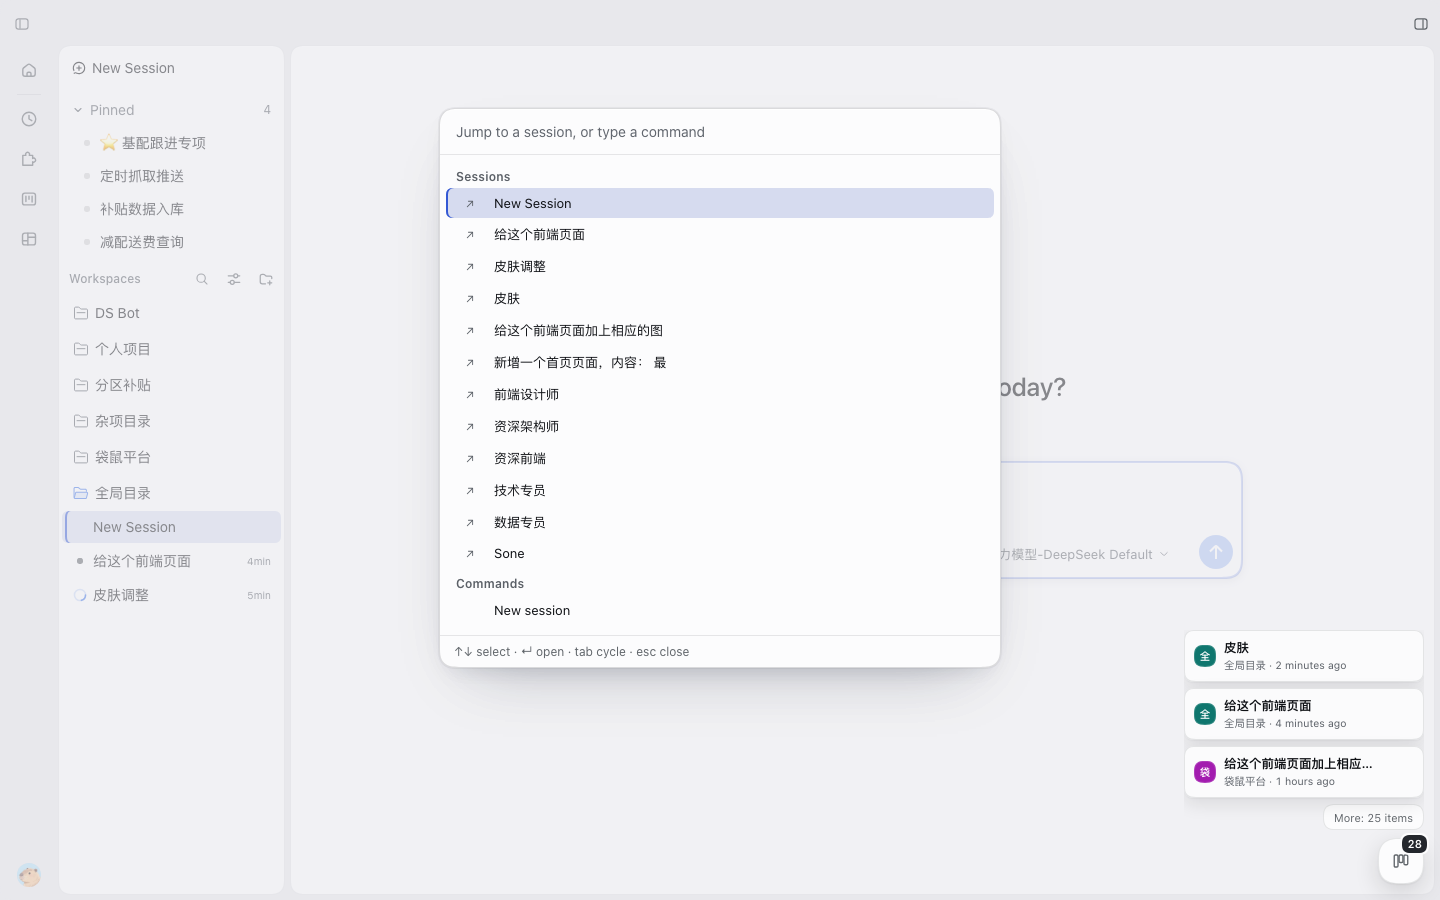 New Session
Pinned 4
⭐ 基配跟进专项
定时抓取推送
补贴数据入库
减配送费查询
Workspaces
DS Bot
个人项目
分区补贴
杂项目录
袋鼠平台
全局目录
New Session
给这个前端页面 4min
皮肤调整 5min
Jump to a session, or type a command
Sessions
New Session
给这个前端页面
皮肤调整
皮肤
给这个前端页面加上相应的图
新增一个首页页面，内容： 最
前端设计师
资深架构师
资深前端
技术专员
数据专员
Sone
Commands
New session
↑↓ select · ↵ open · tab cycle · esc close
oday?
力模型-DeepSeek Default
全
皮肤
全局目录 · 2 minutes ago
全
给这个前端页面
全局目录 · 4 minutes ago
袋
给这个前端页面加上相应...
袋鼠平台 · 1 hours ago
More: 25 items
28